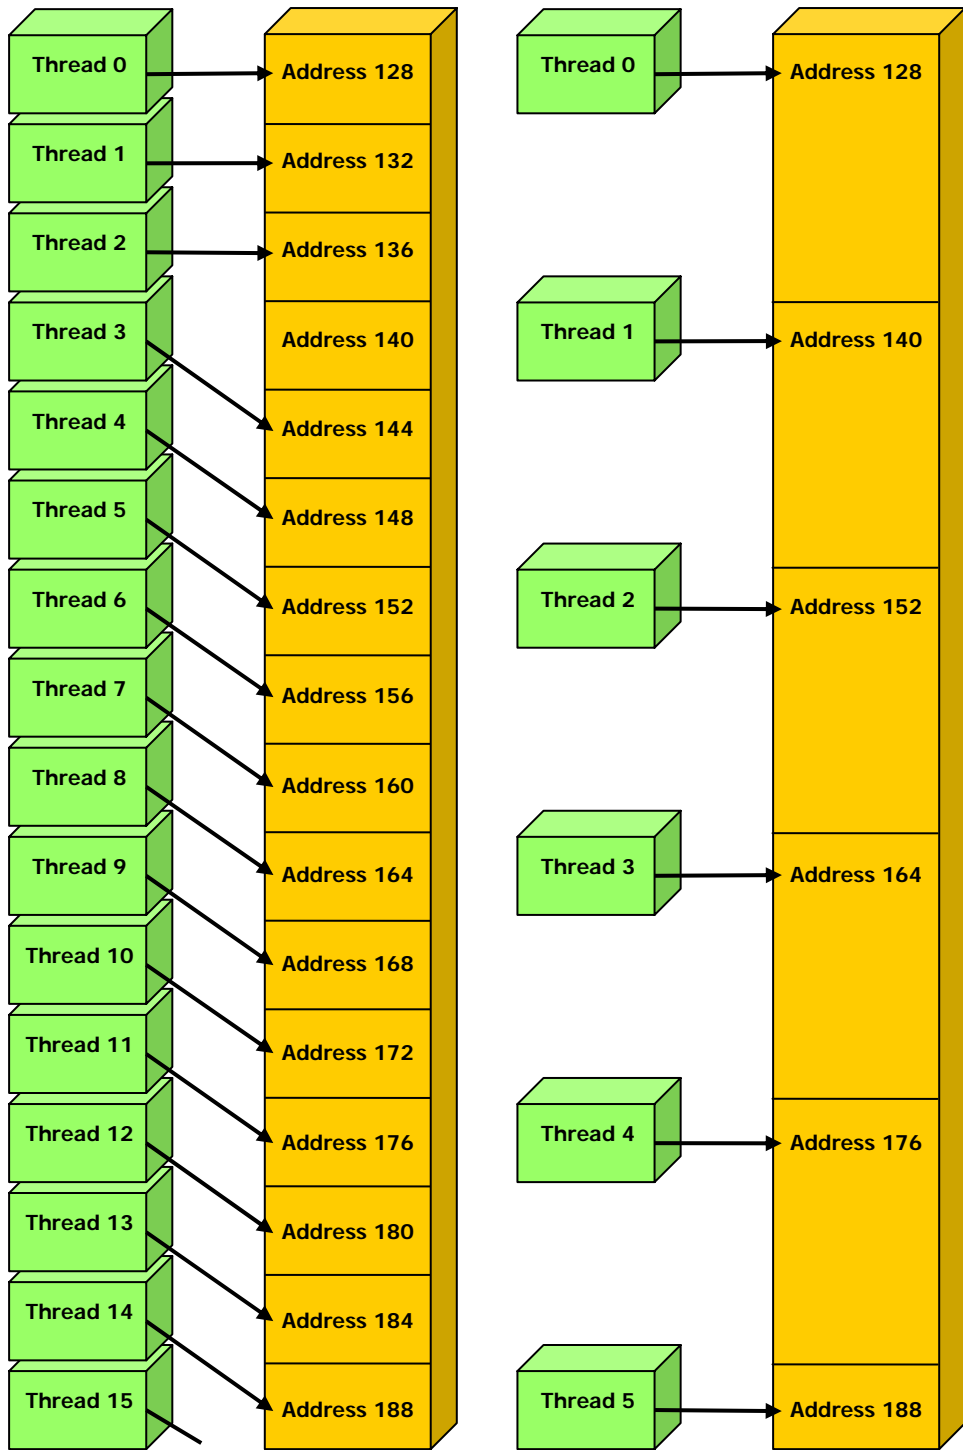 Thread 0
Address 128
Thread 1
Address 132
Thread 2
Address 136
Thread 3
Address 140
Thread 4
Address 144
Thread 5
Address 148
Thread 6
Address 152
Thread 7
Address 156
Thread 8
Address 160
Thread 9
Address 164
Thread 10
Address 168
Thread 11
Address 172
Thread 12
Address 176
Thread 13
Address 180
Thread 14
Address 184
Thread 15
Address 188
Thread 0
Address 128
Thread 1
Address 140
Thread 2
Address 152
Thread 3
Address 164
Thread 4
Address 176
Thread 5
Address 188